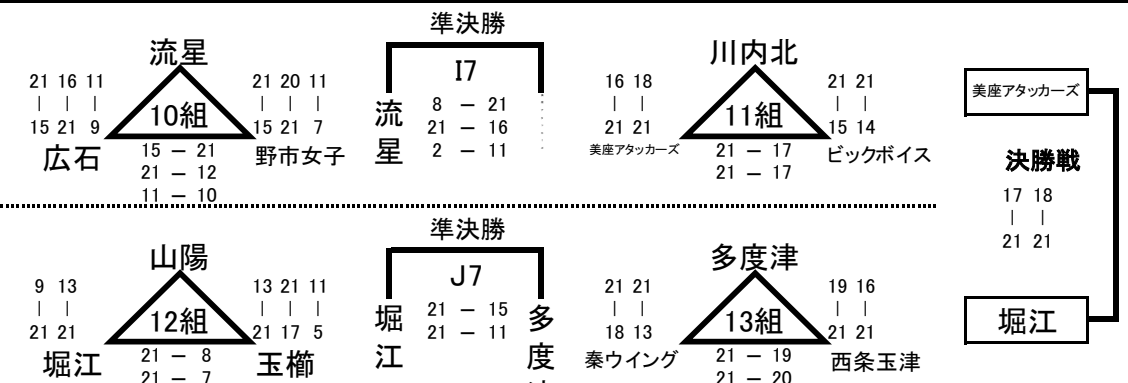 準決勝
流星
川内北
I7
21 16 11
| | |
15 21 9
21 20 11
| | |
15 21 7
10組
15 － 21
21 － 12
11 － 10
広石
野市女子
流星
8 － 21
21 － 16
2 － 11
16 18
| |
21 21
21 21
| |
15 14
11組
21 － 17
21 － 17
美座アタッカーズ
ビックボイス
美座アタッカーズ
決勝戦
17 18
| |
21 21
堀江
準決勝
山陽
多度津
J7
9 13
| |
21 21
13 21 11
| | |
21 17 5
12組
21 － 8
21 － 7
堀江
玉櫛
堀江
21 － 15
21 － 11
多度
21 21
| |
18 13
19 16
| |
21 21
13組
21 － 19
21 － 20
秦ウイング
西条玉津